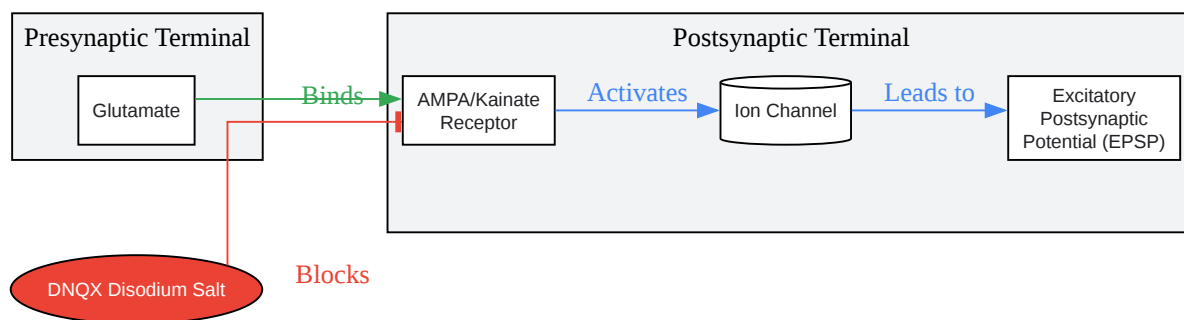 Presynaptic Terminal
Postsynaptic Terminal
Glutamate
Binds
AMPA/Kainate
Receptor
Activates
Ion Channel
Leads to
Excitatory
Postsynaptic
Potential (EPSP)
DNQX Disodium Salt
Blocks